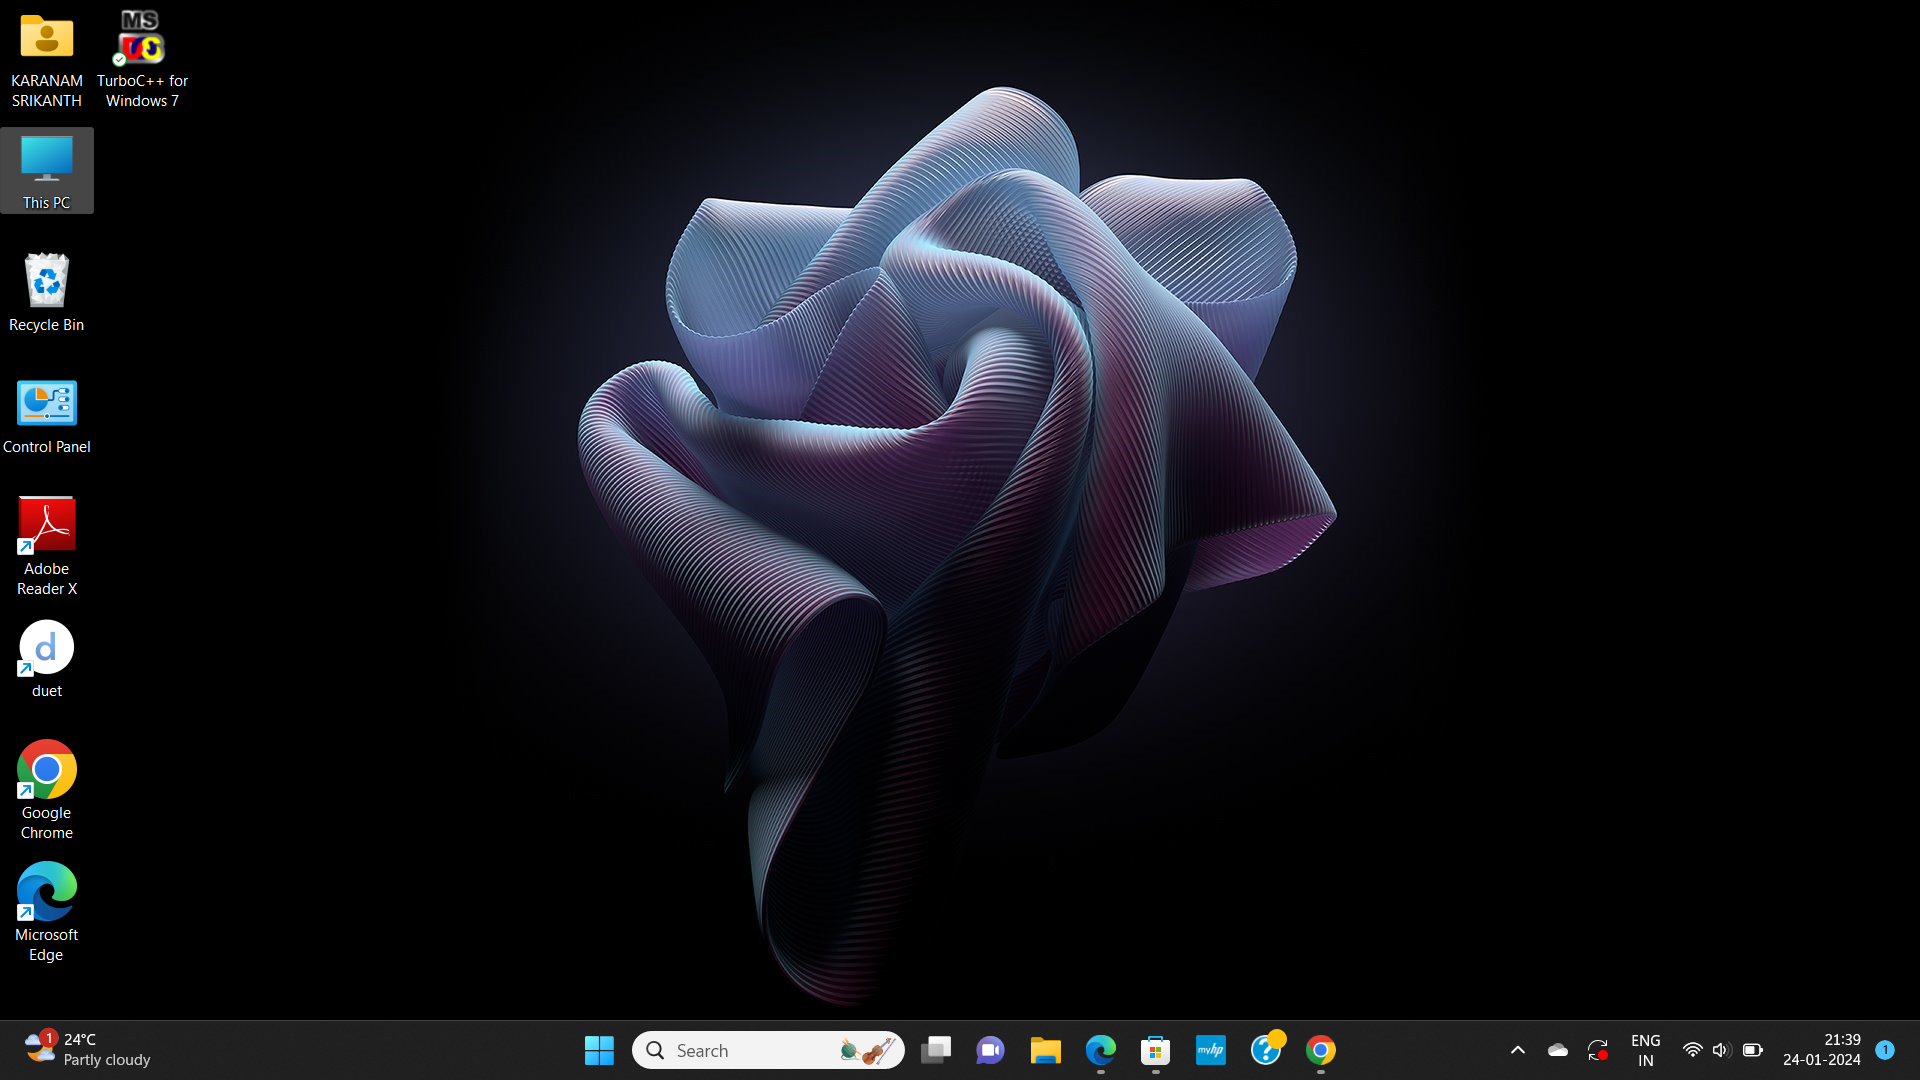 KARANAM
SRIKANTH
MS
TurboC++ for
Windows 7
This PC
Recycle Bin
Control Panel
Adobe
Reader X
d
duet
Google
Chrome
Microsoft
Edge
1
24°C
Partly cloudy
Search
myhp
?
ENG
IN
21:39
24-01-2024
1